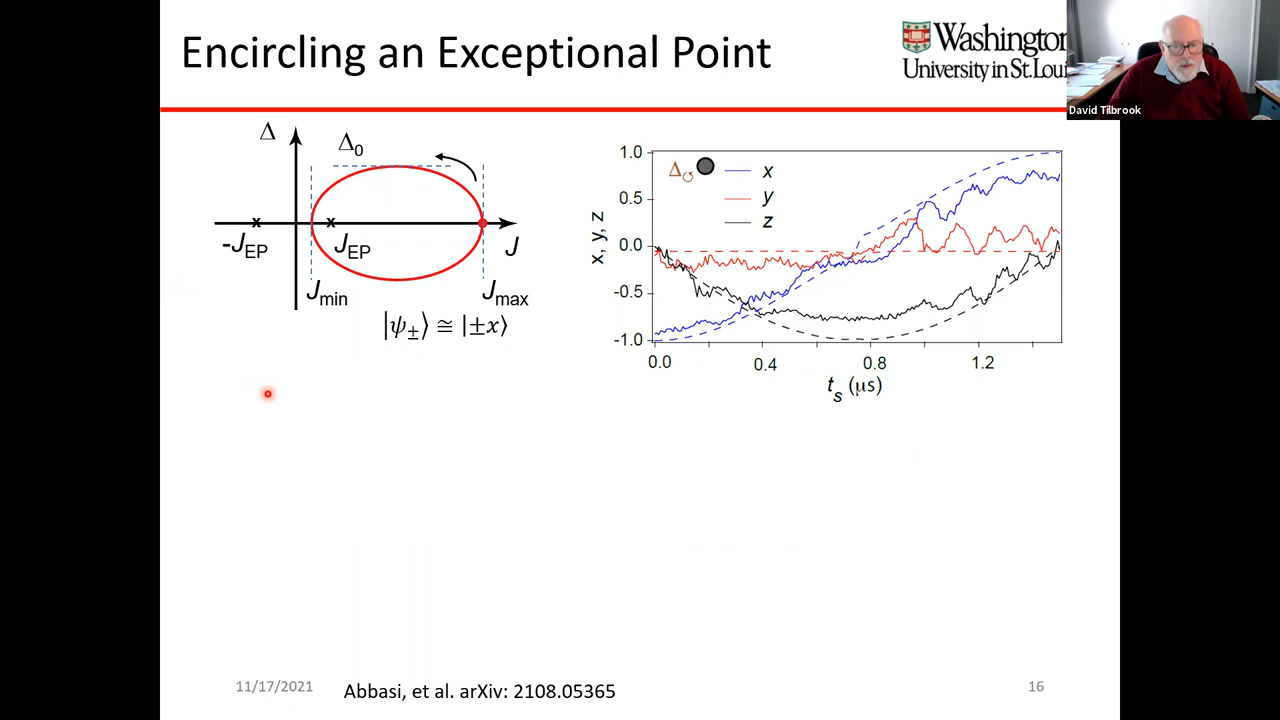 Encircling an Exceptional Point
Washington
University in St.Loui
David Tilbrook
Δ
Δ0
-JEP
JEP
J
Jmin
Jmax
|ψ±⟩ ≅ |±x⟩
Δ↺
x
y
z
1.0
0.5
0.0
-0.5
-1.0
x, y, z
0.0 0.4 0.8 1.2
ts (μs)
11/17/2021
Abbasi, et al. arXiv: 2108.05365
16